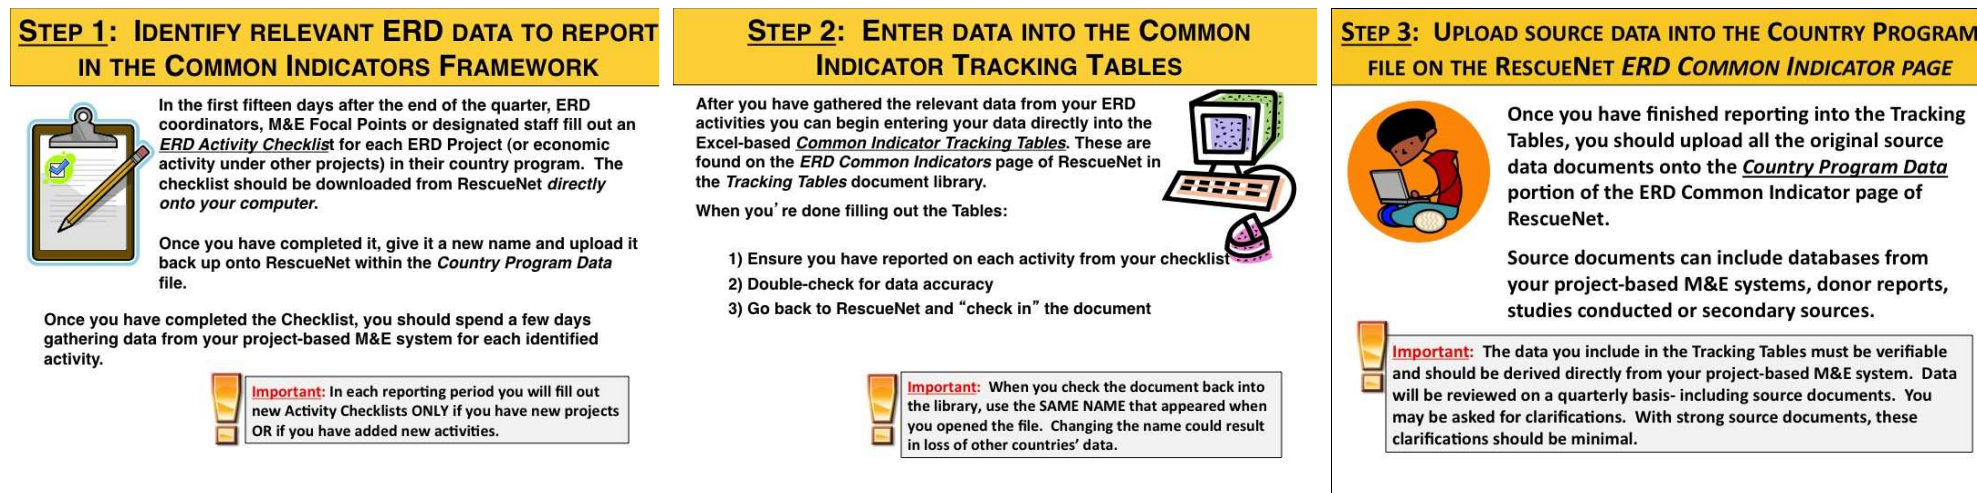 STEP 1: IDENTIFY RELEVANT ERD DATA TO REPORT
IN THE COMMON INDICATORS FRAMEWORK
In the first fifteen days after the end of the quarter, ERD
coordinators, M&E Focal Points or designated staff fill out an
ERD Activity Checklist for each ERD Project (or economic
activity under other projects) in their country program. The
checklist should be downloaded from RescueNet directly
onto your computer.
Once you have completed it, give it a new name and upload it
back up onto RescueNet within the Country Program Data
file.
Once you have completed the Checklist, you should spend a few days
gathering data from your project-based M&E system for each identified
activity.
Important: In each reporting period you will fill out
new Activity Checklists ONLY if you have new projects
OR if you have added new activities.
STEP 2: ENTER DATA INTO THE COMMON
INDICATOR TRACKING TABLES
After you have gathered the relevant data from your ERD
activities you can begin entering your data directly into the
Excel-based Common Indicator Tracking Tables. These are
found on the ERD Common Indicators page of RescueNet in
the Tracking Tables document library.
When you’re done filling out the Tables:
1) Ensure you have reported on each activity from your checklist
2) Double-check for data accuracy
3) Go back to RescueNet and “check in” the document
Important: When you check the document back into
the library, use the SAME NAME that appeared when
you opened the file. Changing the name could result
in loss of other countries’ data.
STEP 3: UPLOAD SOURCE DATA INTO THE COUNTRY PROGRAM
FILE ON THE RESCUENET ERD COMMON INDICATOR PAGE
Once you have finished reporting into the Tracking
Tables, you should upload all the original source
data documents onto the Country Program Data
portion of the ERD Common Indicator page of
RescueNet.
Source documents can include databases from
your project-based M&E systems, donor reports,
studies conducted or secondary sources.
Important: The data you include in the Tracking Tables must be verifiable
and should be derived directly from your project-based M&E system. Data
will be reviewed on a quarterly basis- including source documents. You
may be asked for clarifications. With strong source documents, these
clarifications should be minimal.